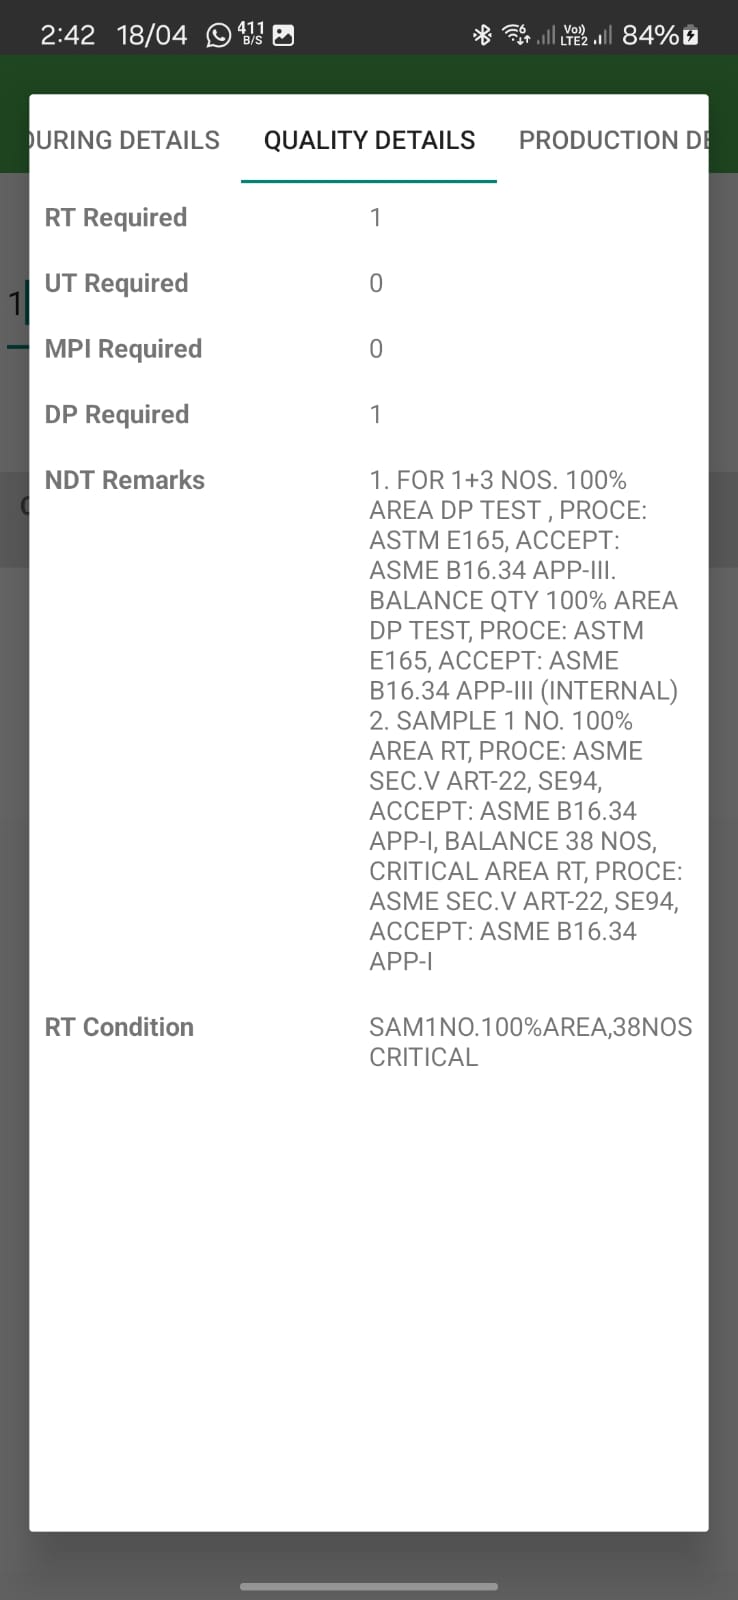 2:42 18/04 411 B/S Vo) LTE2 84%
OURING DETAILS QUALITY DETAILS PRODUCTION DE
RT Required 1
UT Required 0
1
MPI Required 0
DP Required 1
NDT Remarks 1. FOR 1+3 NOS. 100%
AREA DP TEST , PROCE:
ASTM E165, ACCEPT:
ASME B16.34 APP-III.
BALANCE QTY 100% AREA
DP TEST, PROCE: ASTM
E165, ACCEPT: ASME
B16.34 APP-III (INTERNAL)
2. SAMPLE 1 NO. 100%
AREA RT, PROCE: ASME
SEC.V ART-22, SE94,
ACCEPT: ASME B16.34
APP-I, BALANCE 38 NOS,
CRITICAL AREA RT, PROCE:
ASME SEC.V ART-22, SE94,
ACCEPT: ASME B16.34
APP-I
RT Condition SAM1NO.100%AREA,38NOS
CRITICAL